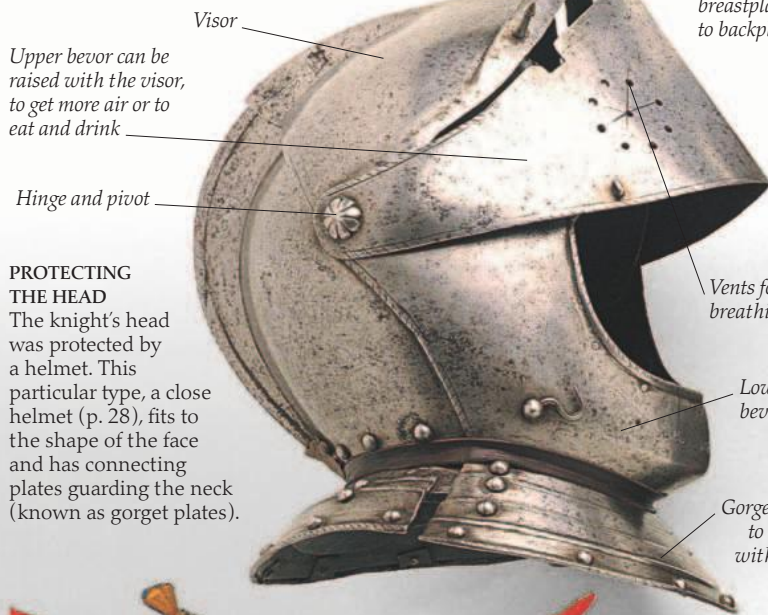 Visor
breastpla
to backpl
Upper bevor can be
raised with the visor,
to get more air or to
eat and drink
Hinge and pivot
PROTECTING
THE HEAD
The knight's head
was protected by
a helmet. This
particular type, a close
helmet (p. 28), fits to
the shape of the face
and has connecting
plates guarding the neck
(known as gorget plates).
Vents fo
breathi
Low
bev
Gorge
to
with